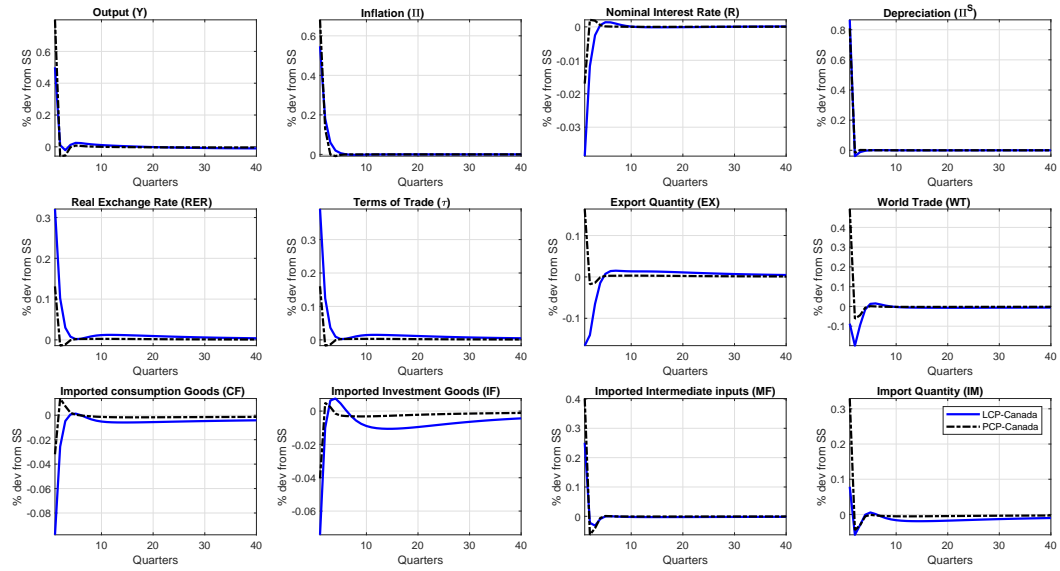 Output (Y)
% dev from SS
0.6
0.4
0.2
0
10
20
30
40
Quarters
Inflation (Π)
% dev from SS
0.6
0.4
0.2
0
10
20
30
40
Quarters
Nominal Interest Rate (R)
% dev from SS
0
-0.01
-0.03
10
20
30
40
Quarters
Depreciation (Π^S)
% dev from SS
0.8
0.6
0.4
0.2
0
10
20
30
40
Quarters
Real Exchange Rate (RER)
% dev from SS
0.3
0.2
0.1
0
10
20
30
40
Quarters
Terms of Trade (τ)
% dev from SS
0.3
0.2
0.1
0
10
20
30
40
Quarters
Export Quantity (EX)
% dev from SS
0.1
0
-0.1
10
20
30
40
Quarters
World Trade (WT)
% dev from SS
0.4
0.3
0.2
0.1
0
-0.1
10
20
30
40
Quarters
Imported consumption Goods (CF)
% dev from SS
0
-0.02
-0.04
-0.06
-0.08
10
20
30
40
Quarters
Imported Investment Goods (IF)
% dev from SS
0
-0.02
-0.04
-0.06
10
20
30
40
Quarters
Imported Intermediate inputs (MF)
% dev from SS
0.4
0.3
0.2
0.1
0
10
20
30
40
Quarters
Import Quantity (IM)
% dev from SS
0.3
0.2
0.1
0
10
20
30
40
Quarters
LCP-Canada
PCP-Canada